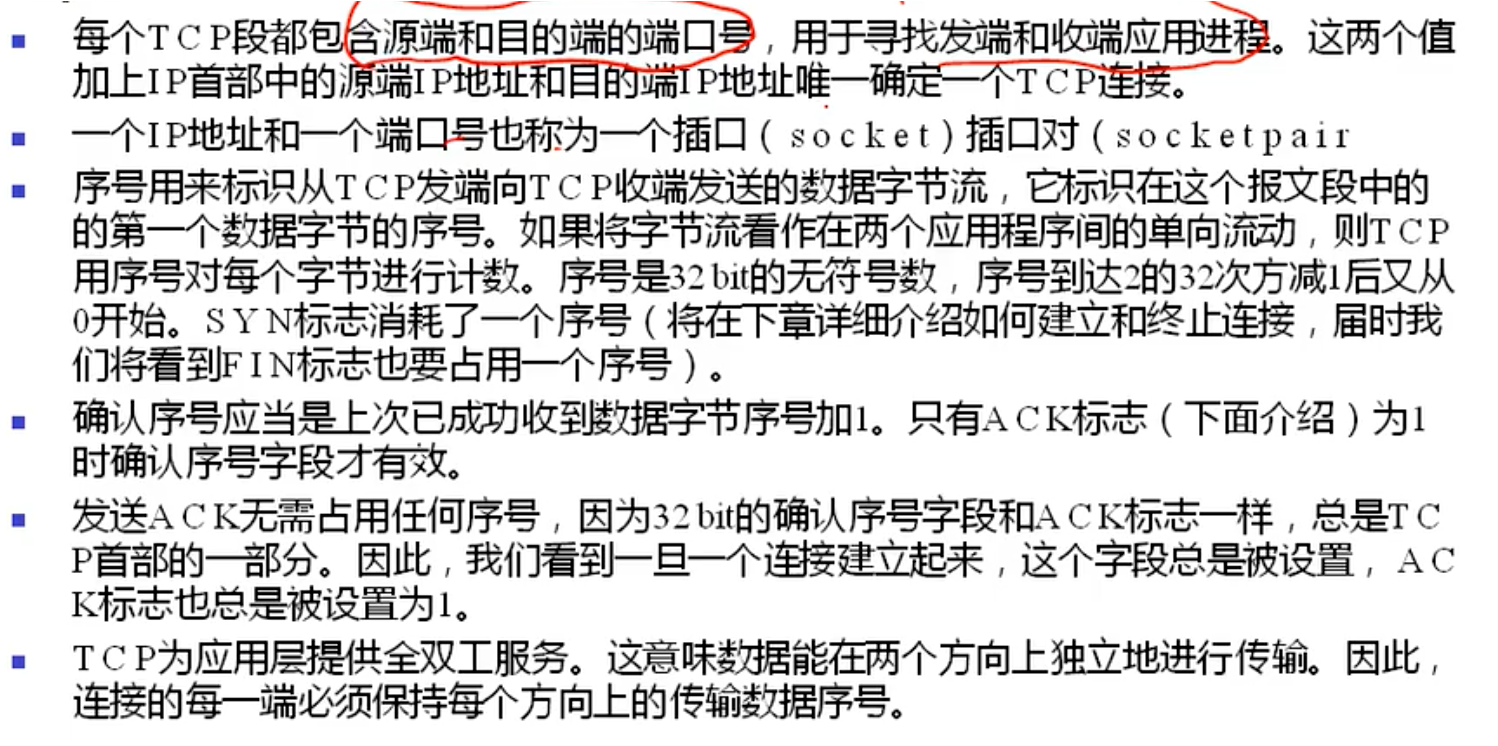 每个TCP段都包含源端和目的端的端口号，用于寻找发端和收端应用进程。这两个值
加上IP首部中的源端IP地址和目的端IP地址唯一确定一个TCP连接。
一个IP地址和一个端口号也称为一个插口（socket）插口对（socketpair
序号用来标识从TCP发端向TCP收端发送的数据字节流，它标识在这个报文段中的
的第一个数据字节的序号。如果将字节流看作在两个应用程序间的单向流动，则TCP
用序号对每个字节进行计数。序号是32 bit的无符号数，序号到达2的32次方减1后又从
0开始。SYN标志消耗了一个序号（将在下章详细介绍如何建立和终止连接，届时我
们将看到FIN标志也要占用一个序号）。
确认序号应当是上次已成功收到数据字节序号加1。只有ACK标志（下面介绍）为1
时确认序号字段才有效。
发送ACK无需占用任何序号，因为32 bit的确认序号字段和ACK标志一样，总是TC
P首部的一部分。因此，我们看到一旦一个连接建立起来，这个字段总是被设置，AC
K标志也总是被设置为1。
TCP为应用层提供全双工服务。这意味数据能在两个方向上独立地进行传输。因此，
连接的每一端必须保持每个方向上的传输数据序号。